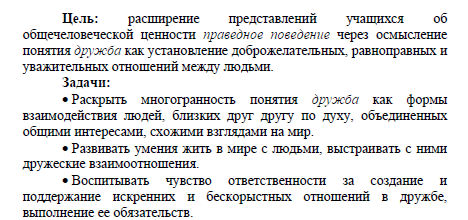 Цель: расширение представлений учащихся об
общечеловеческой ценности праведное поведение через осмысление
понятия дружба как установление доброжелательных, равноправных и
уважительных отношений между людьми.
Задачи:
• Раскрыть многогранность понятия дружба как формы
взаимодействия людей, близких друг другу по духу, объединенных
общими интересами, схожими взглядами на мир.
• Развивать умения жить в мире с людьми, выстраивать с ними
дружеские взаимоотношения.
• Воспитывать чувство ответственности за создание и
поддержание искренних и бескорыстных отношений в дружбе,
выполнение ее обязательств.